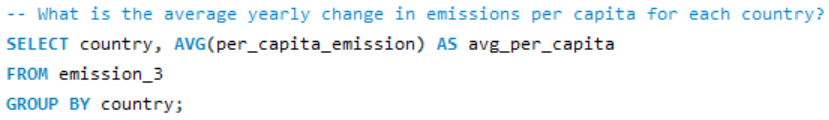 -- What is the average yearly change in emissions per capita for each country?
SELECT country, AVG(per_capita_emission) AS avg_per_capita
FROM emission_3
GROUP BY country;